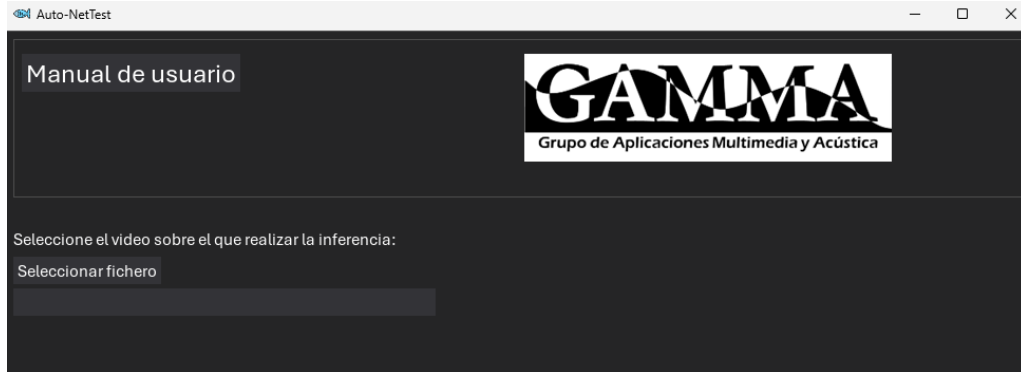 Auto-NetTest
Manual de usuario
GAMMA
Grupo de Aplicaciones Multimedia y Acústica
Seleccione el video sobre el que realizar la inferencia:
Seleccionar fichero